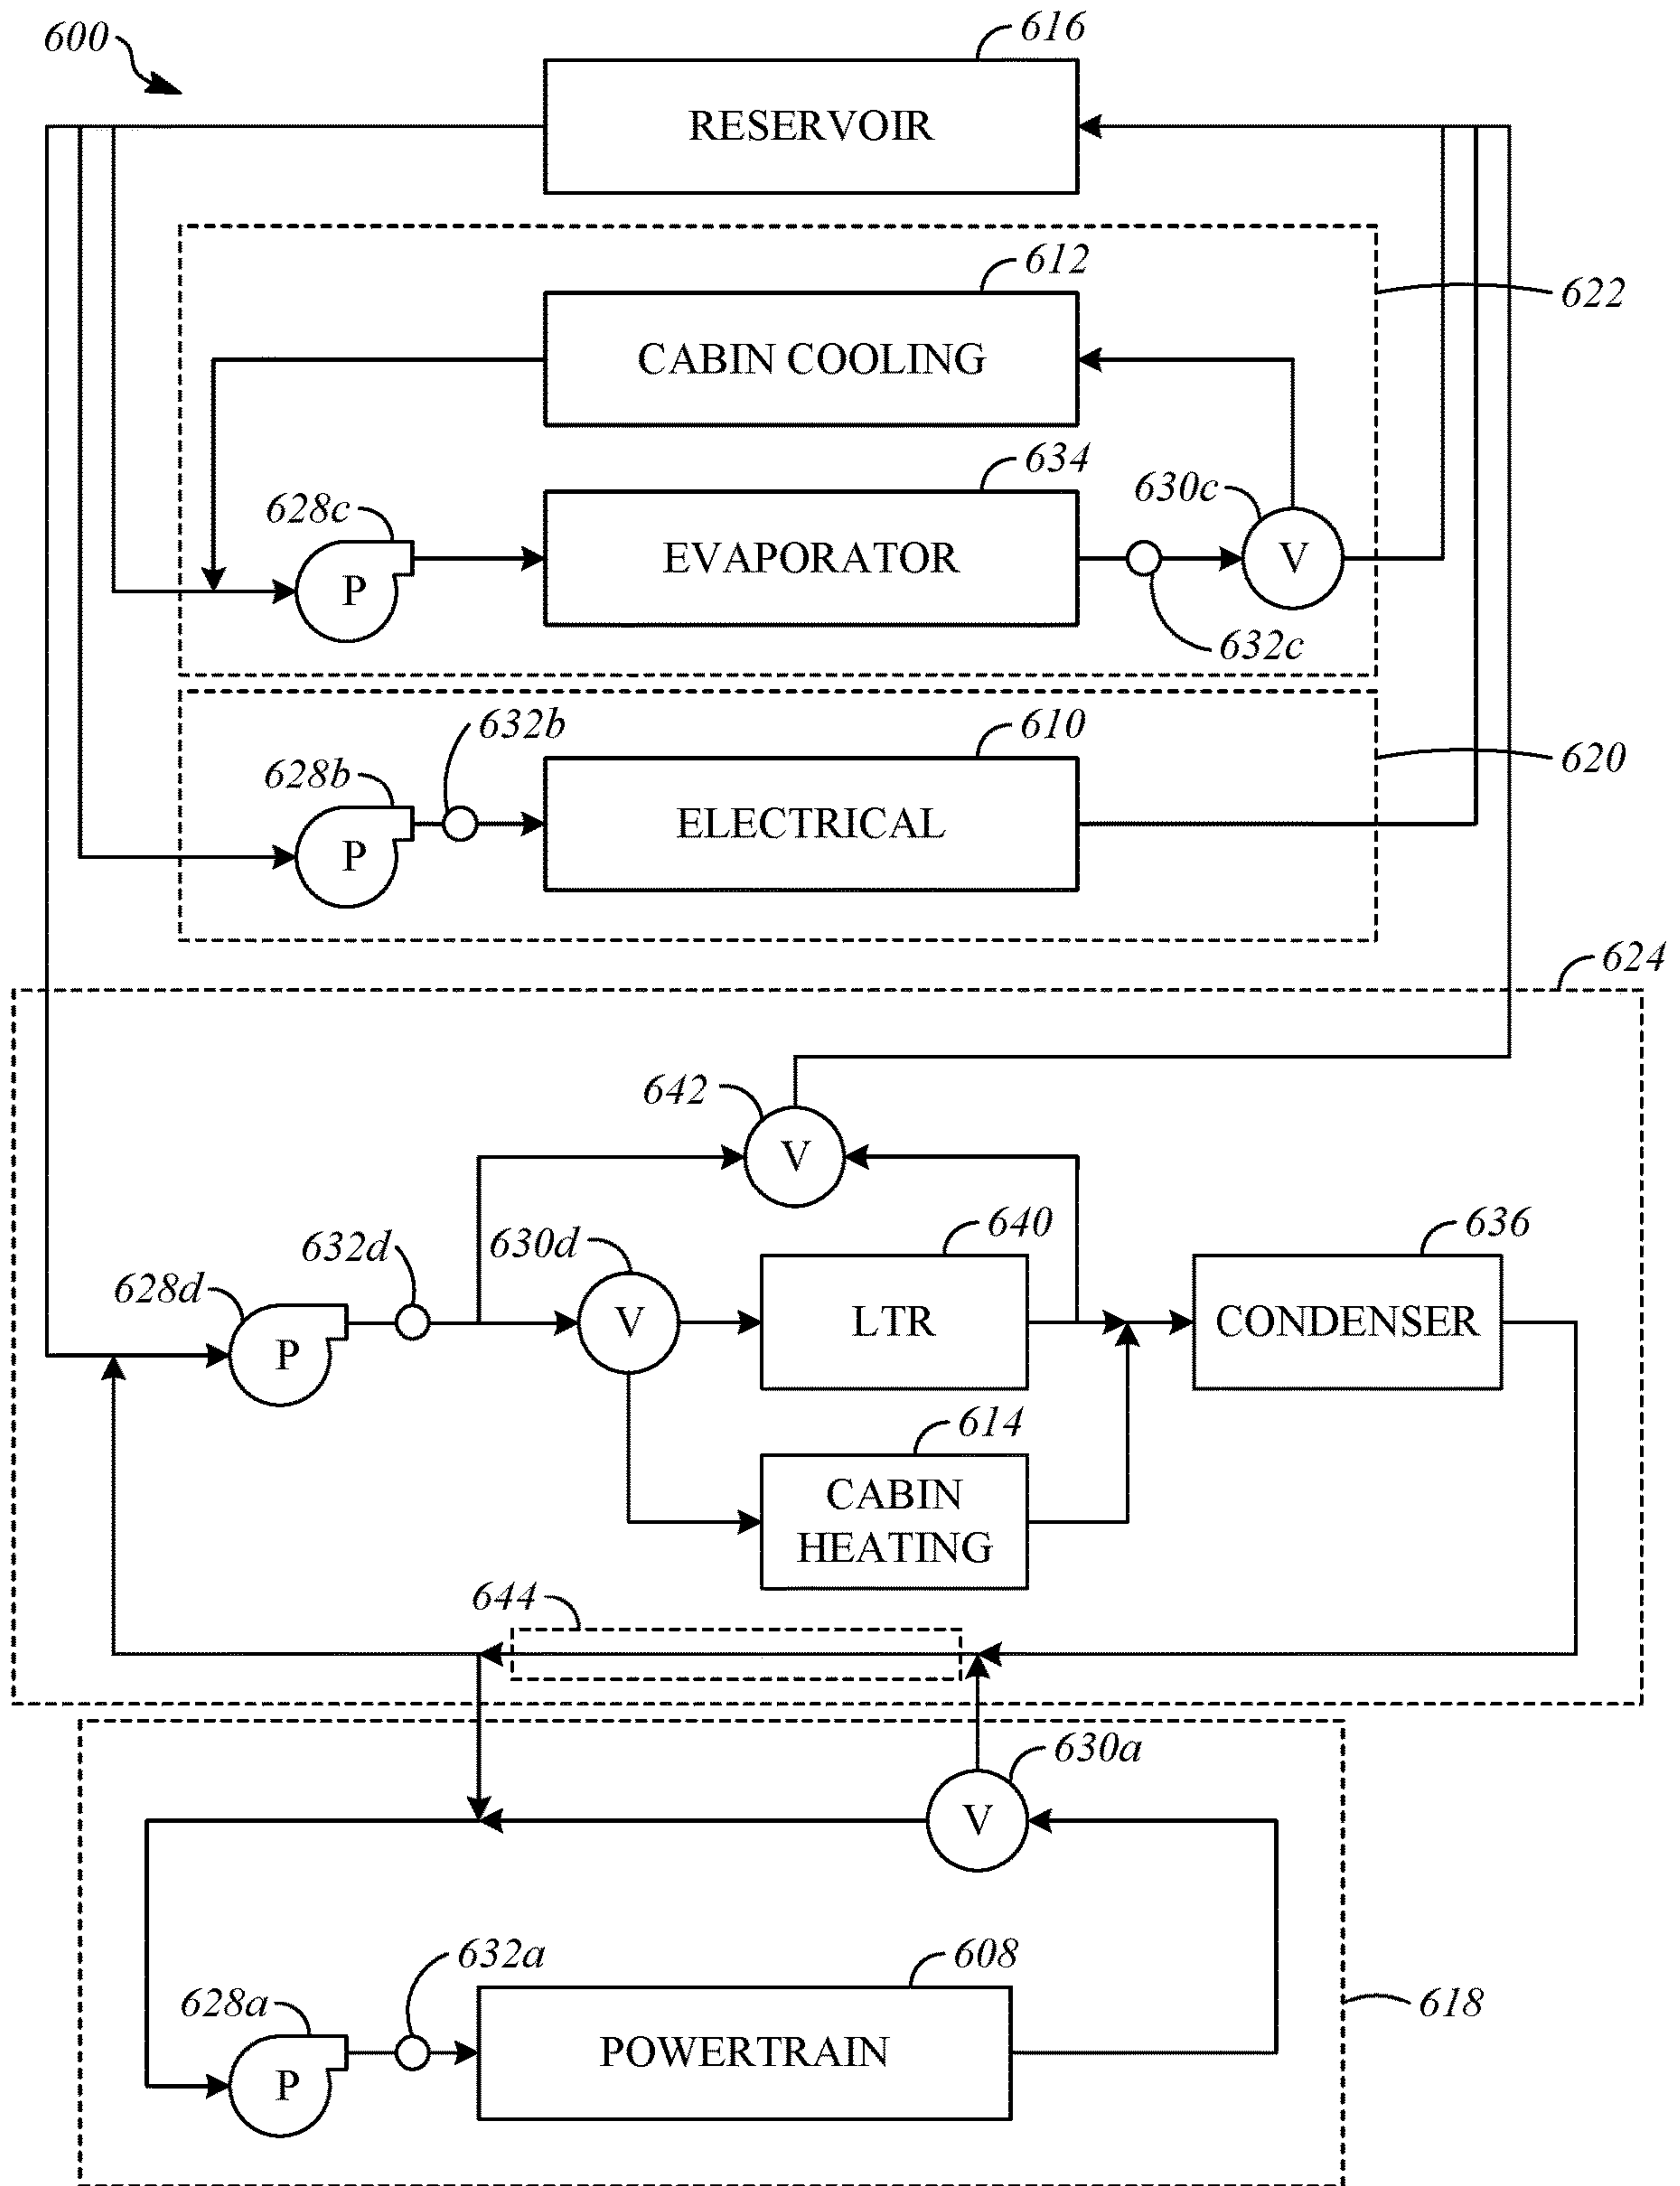 600
616
RESERVOIR
612
622
CABIN COOLING
634
630c
628c
EVAPORATOR
V
P
632c
632b
610
620
628b
ELECTRICAL
P
624
642
V
640
636
632d
630d
628d
V
LTR
CONDENSER
P
614
CABIN
HEATING
644
630a
V
632a
608
628a
618
POWERTRAIN
P